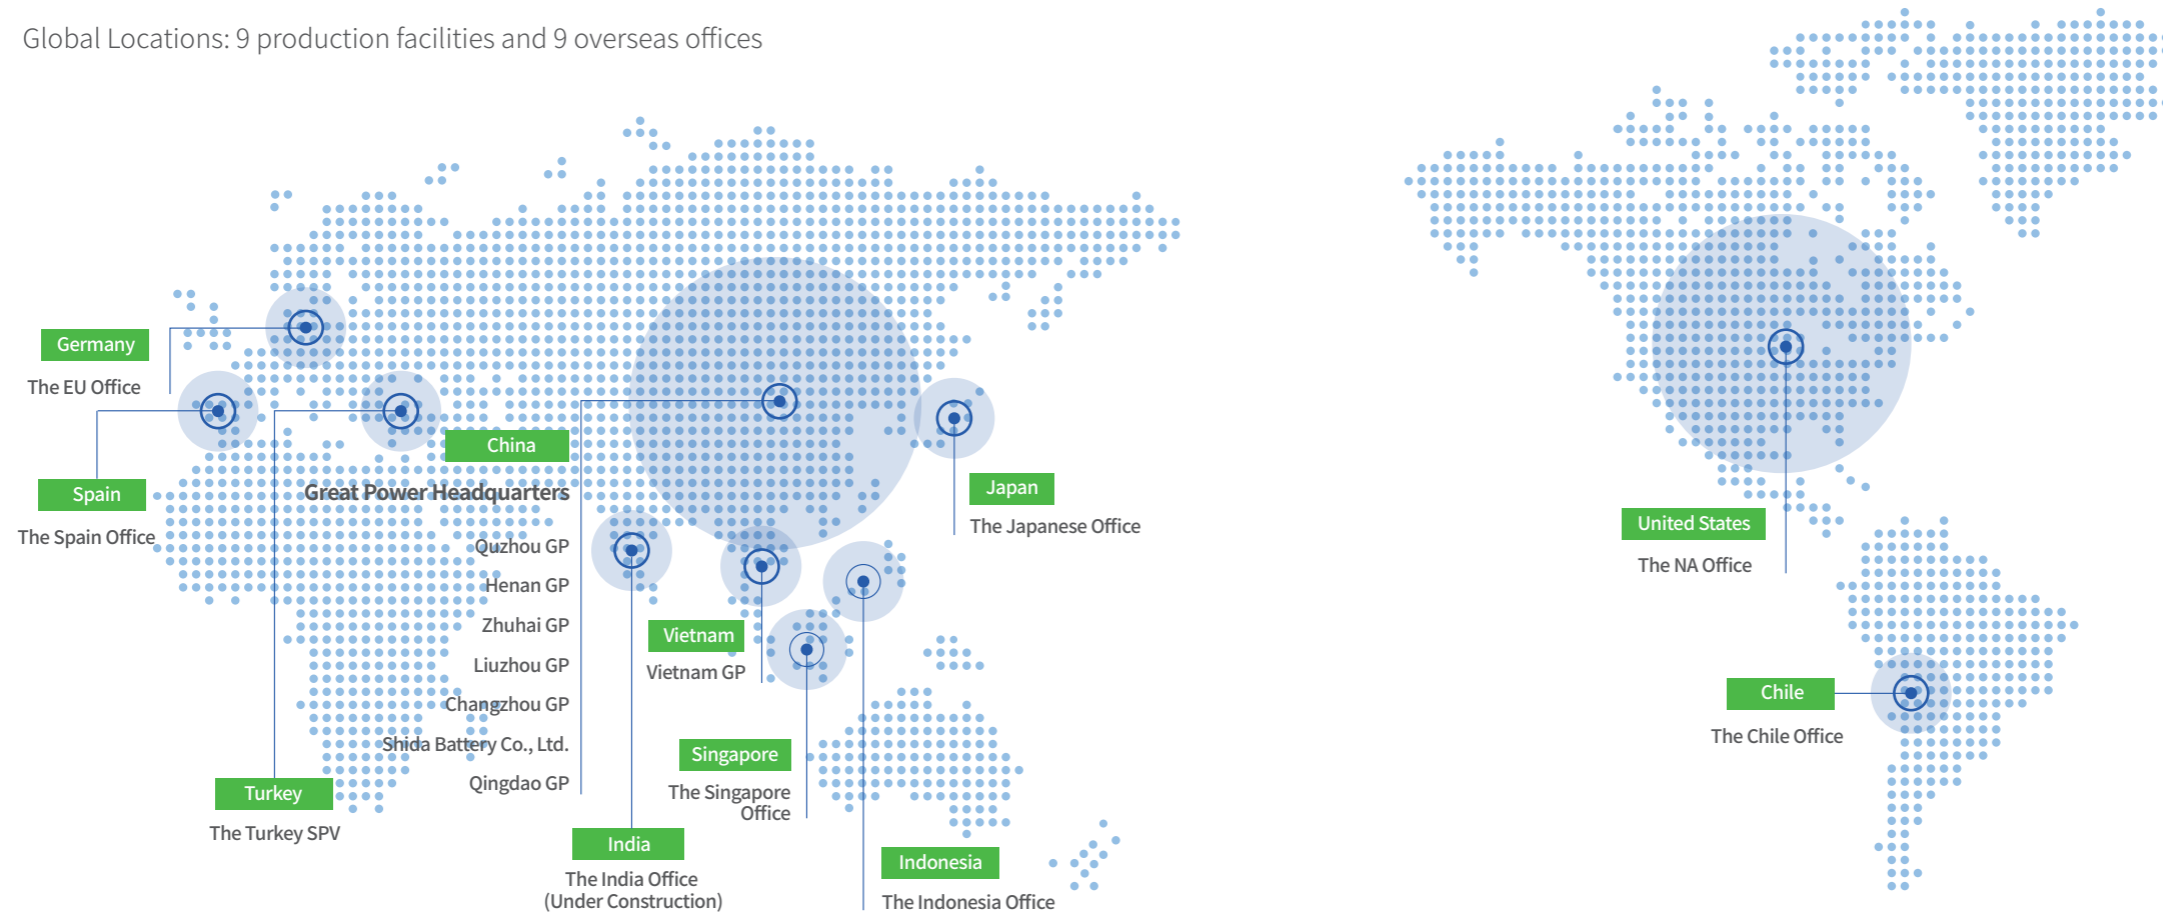 Global Locations: 9 production facilities and 9 overseas offices
Germany
The EU Office
Spain
The Spain Office
Turkey
The Turkey SPV
China
Great Power Headquarters
Quzhou GP
Henan GP
Zhuhai GP
Liuzhou GP
Changzhou GP
Shida Battery Co., Ltd.
Qingdao GP
India
The India Office
(Under Construction)
Vietnam
Vietnam GP
Singapore
The Singapore
Office
Indonesia
The Indonesia Office
Japan
The Japanese Office
United States
The NA Office
Chile
The Chile Office